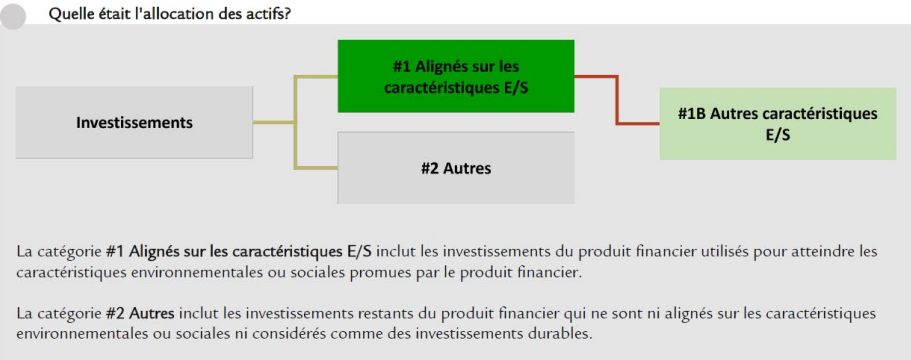 Quelle était l'allocation des actifs?
#1 Alignés sur les
caractéristiques E/S
Investissements
#1B Autres caractéristiques
E/S
#2 Autres
La catégorie #1 Alignés sur les caractéristiques E/S inclut les investissements du produit financier utilisés pour atteindre les
caractéristiques environnementales ou sociales promues par le produit financier.
La catégorie #2 Autres inclut les investissements restants du produit financier qui ne sont ni alignés sur les caractéristiques
environnementales ou sociales ni considérés comme des investissements durables.